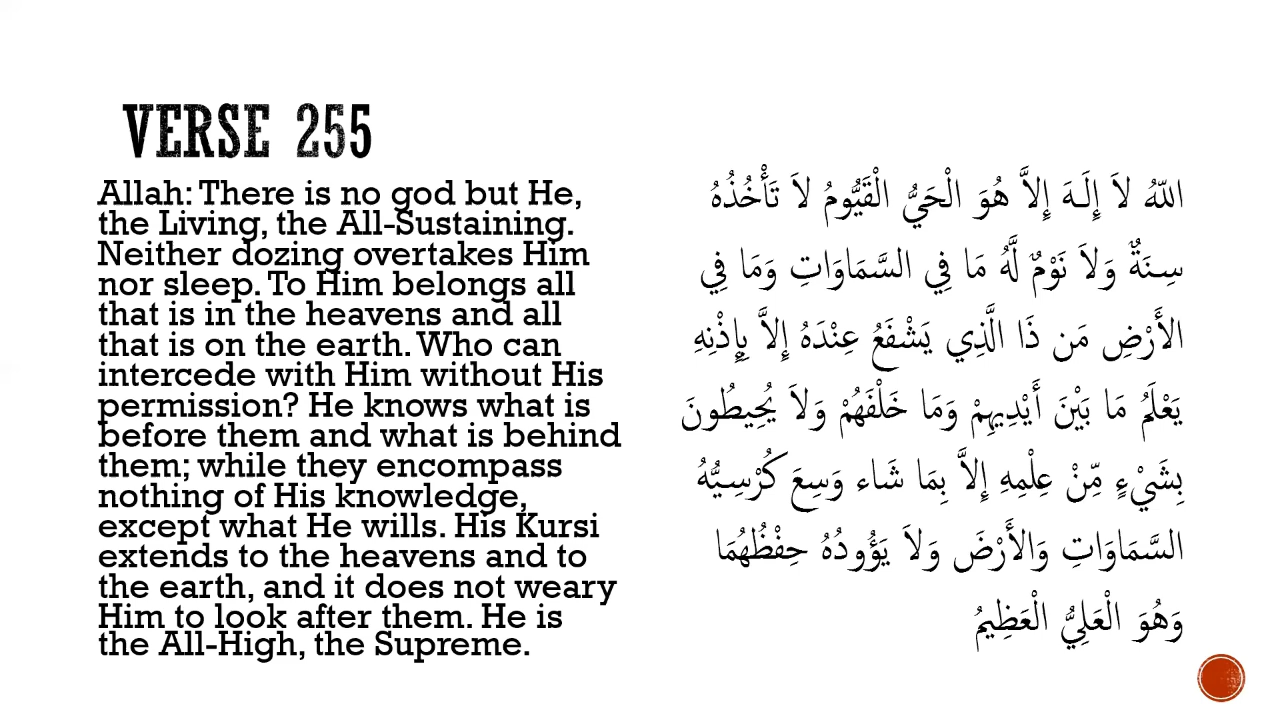 VERSE 255
Allah: There is no god but He,
the Living, the All-Sustaining.
Neither dozing overtakes Him
nor sleep. To Him belongs all
that is in the heavens and all
that is on the earth. Who can
intercede with Him without His
permission? He knows what is
before them and what is behind
them; while they encompass
nothing of His knowledge,
except what He wills. His Kursi
extends to the heavens and to
the earth, and it does not weary
Him to look after them. He is
the All-High, the Supreme.
اللّهُ لاَ إِلَـهَ إِلاَّ هُوَ الْحَيُّ الْقَيُّومُ لاَ تَأْخُذُهُ
سِنَةٌ وَلاَ نَوْمٌ لَّهُ مَا فِي السَّمَاوَاتِ وَمَا فِي
الأَرْضِ مَن ذَا الَّذِي يَشْفَعُ عِنْدَهُ إِلاَّ بِإِذْنِهِ
يَعْلَمُ مَا بَيْنَ أَيْدِيهِمْ وَمَا خَلْفَهُمْ وَلاَ يُحِيطُونَ
بِشَيْءٍ مِّنْ عِلْمِهِ إِلاَّ بِمَا شَاء وَسِعَ كُرْسِيُّهُ
السَّمَاوَاتِ وَالأَرْضَ وَلاَ يَؤُودُهُ حِفْظُهُمَا
وَهُوَ الْعَلِيُّ الْعَظِيمُ